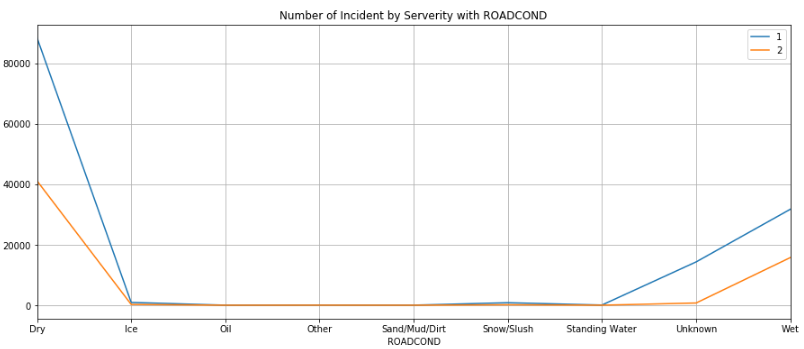 Number of Incident by Serverity with ROADCOND
1
2
80000
60000
40000
20000
0
Dry Ice Oil Other Sand/Mud/Dirt Snow/Slush Standing Water Unknown Wet
ROADCOND